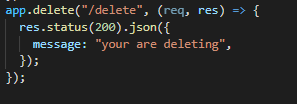 app.delete("/delete", (req, res) => {
  res.status(200).json({
    message: "your are deleting",
  });
});